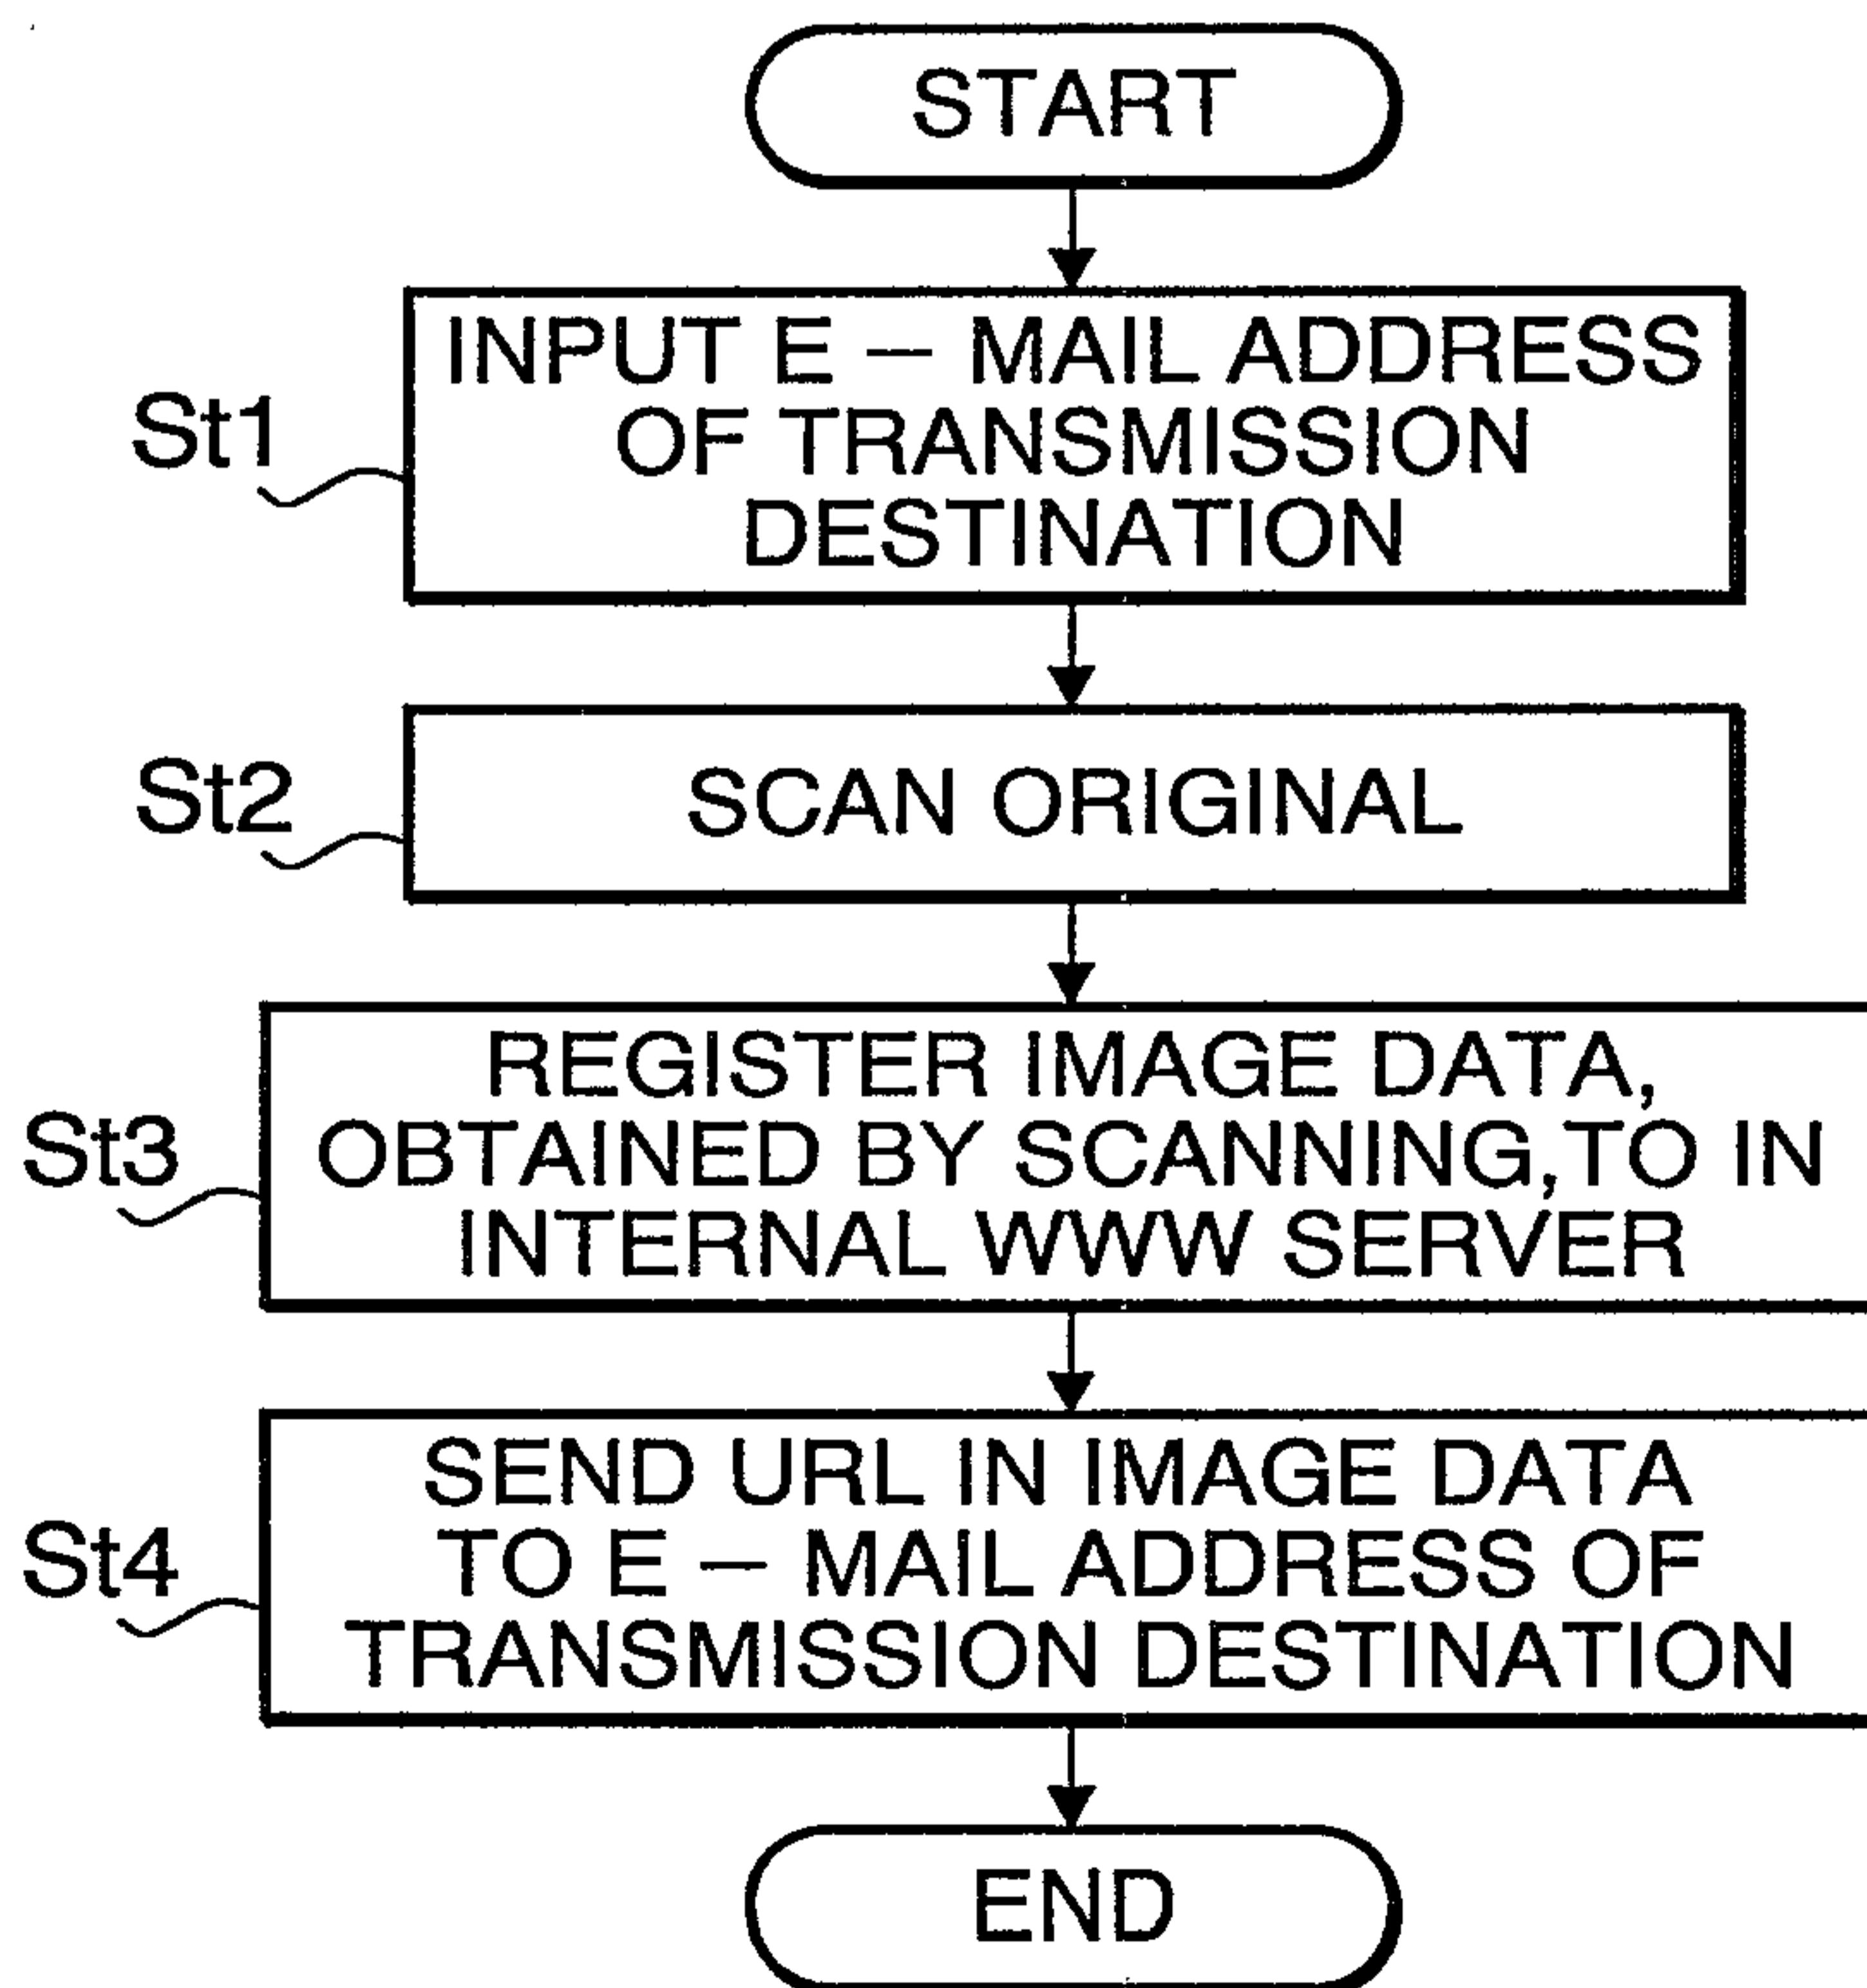 START
St1
INPUT E – MAIL ADDRESS
OF TRANSMISSION
DESTINATION
St2
SCAN ORIGINAL
St3
REGISTER IMAGE DATA,
OBTAINED BY SCANNING,TO IN
INTERNAL WWW SERVER
St4
SEND URL IN IMAGE DATA
TO E – MAIL ADDRESS OF
TRANSMISSION DESTINATION
END